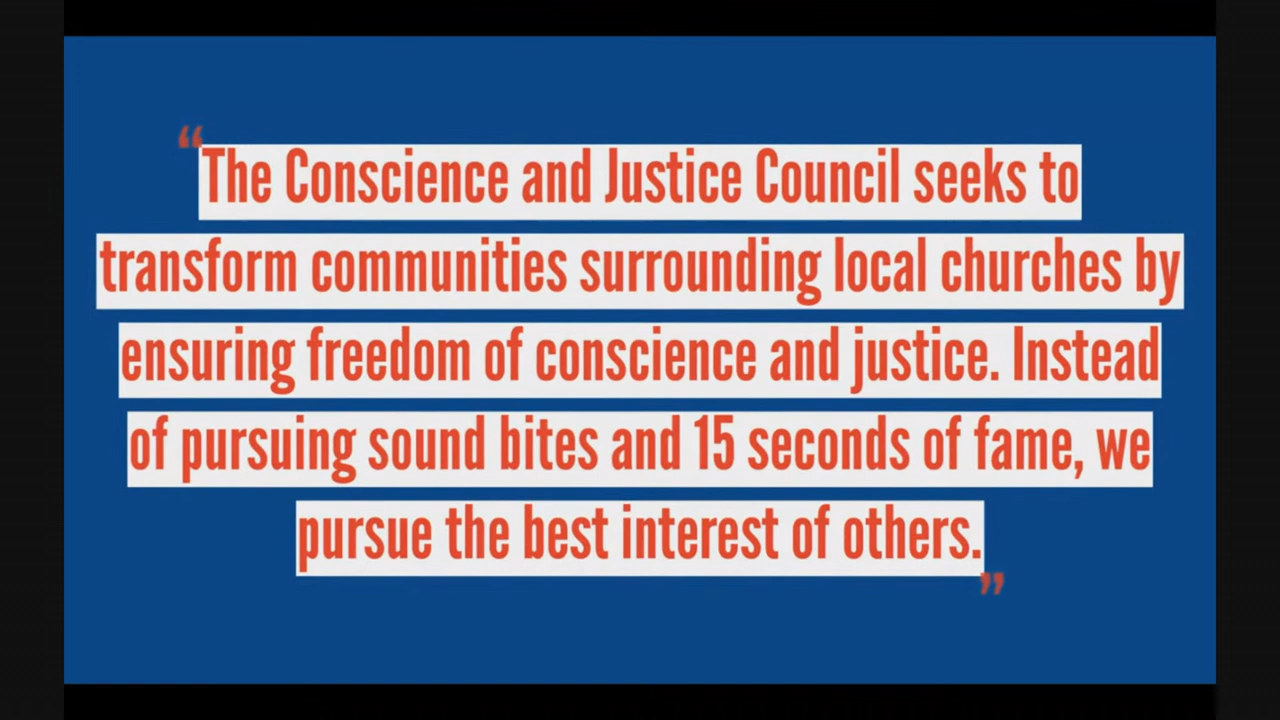 “The Conscience and Justice Council seeks to
transform communities surrounding local churches by
ensuring freedom of conscience and justice. Instead
of pursuing sound bites and 15 seconds of fame, we
pursue the best interest of others.”